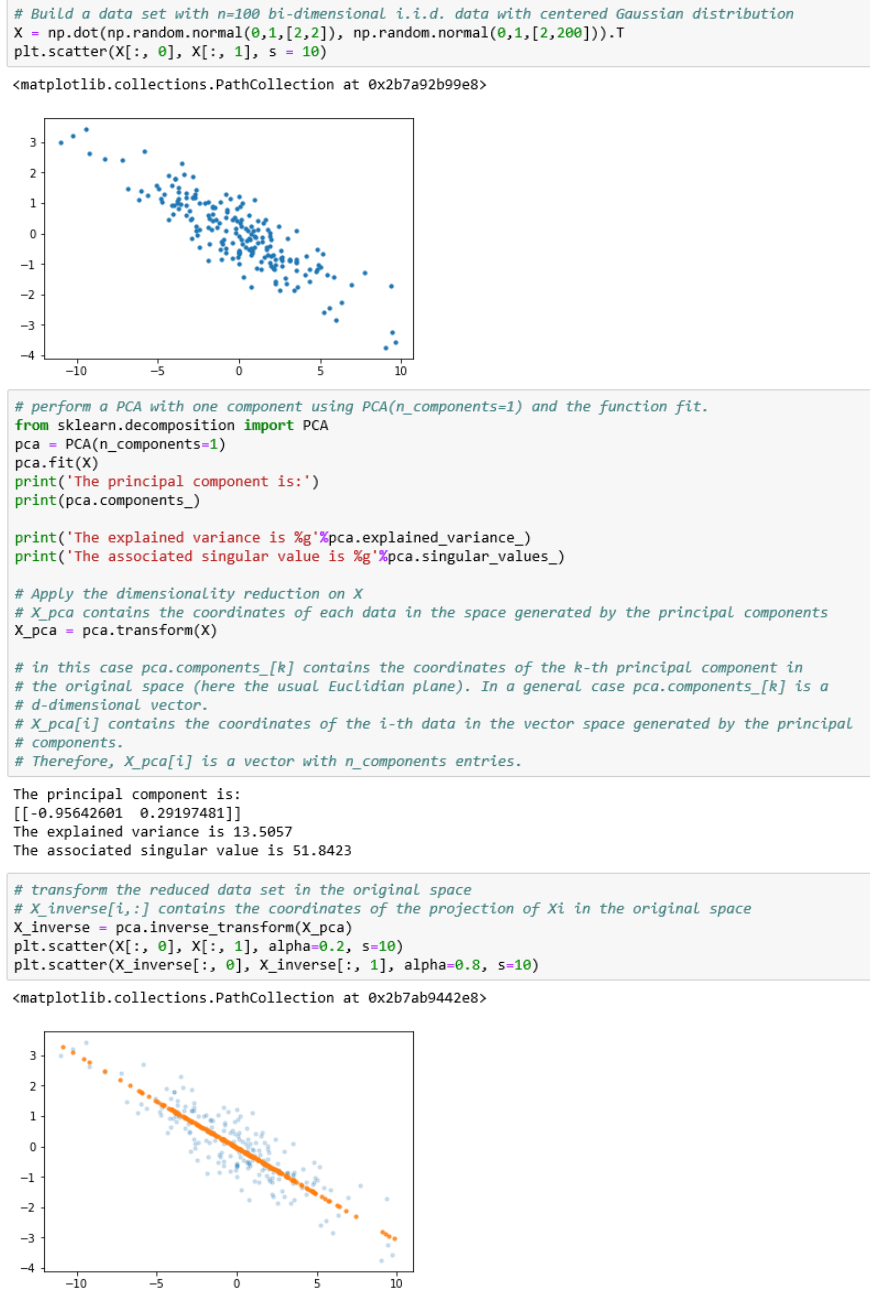 # Build a data set with n=100 bi-dimensional i.i.d. data with centered Gaussian distribution
X = np.dot(np.random.normal(0,1,[2,2]), np.random.normal(0,1,[2,200])).T
plt.scatter(X[:, 0], X[:, 1], s = 10)
<matplotlib.collections.PathCollection at 0x2b7a92b99e8>
3
2
1
0
−1
−2
−3
−4
−10 −5 0 5 10
# perform a PCA with one component using PCA(n_components=1) and the function fit.
from sklearn.decomposition import PCA
pca = PCA(n_components=1)
pca.fit(X)
print('The principal component is:')
print(pca.components_)
print('The explained variance is %g'%pca.explained_variance_)
print('The associated singular value is %g'%pca.singular_values_)
# Apply the dimensionality reduction on X
# X_pca contains the coordinates of each data in the space generated by the principal components
X_pca = pca.transform(X)
# in this case pca.components_[k] contains the coordinates of the k-th principal component in
# the original space (here the usual Euclidian plane). In a general case pca.components_[k] is a
# d-dimensional vector.
# X_pca[i] contains the coordinates of the i-th data in the vector space generated by the principal
# components.
# Therefore, X_pca[i] is a vector with n_components entries.
The principal component is:
[[-0.95642601  0.29197481]]
The explained variance is 13.5057
The associated singular value is 51.8423
# transform the reduced data set in the original space
# X_inverse[i,:] contains the coordinates of the projection of Xi in the original space
X_inverse = pca.inverse_transform(X_pca)
plt.scatter(X[:, 0], X[:, 1], alpha=0.2, s=10)
plt.scatter(X_inverse[:, 0], X_inverse[:, 1], alpha=0.8, s=10)
<matplotlib.collections.PathCollection at 0x2b7ab9442e8>
3
2
1
0
−1
−2
−3
−4
−10 −5 0 5 10